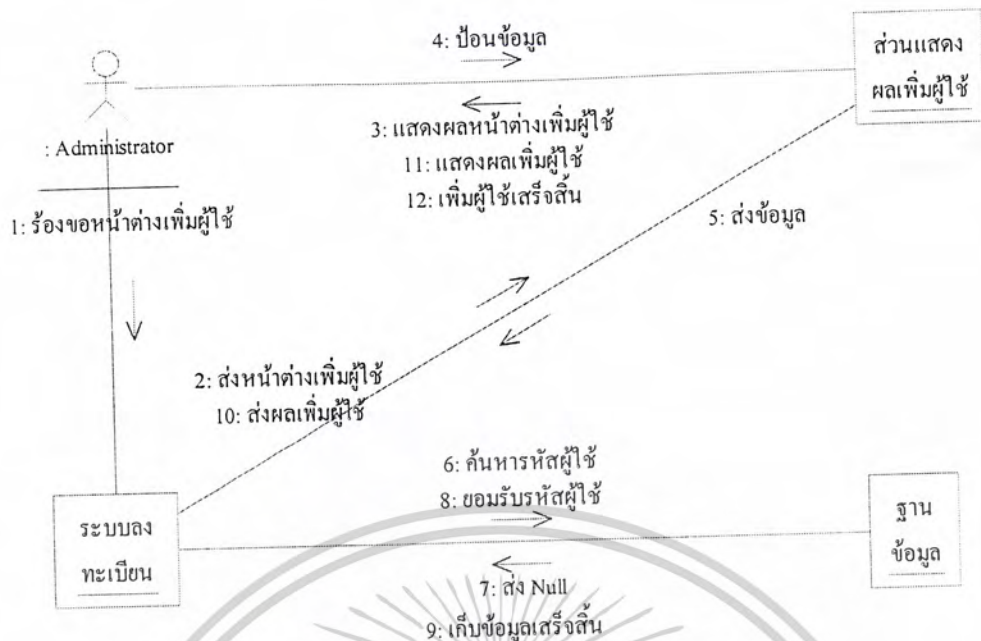 4: ป้อนข้อมูล
ส่วนแสดง
ผลเพิ่มผู้ใช้
3: แสดงผลหน้าต่างเพิ่มผู้ใช้
11: แสดงผลเพิ่มผู้ใช้
12: เพิ่มผู้ใช้เสร็จสิ้น
: Administrator
1: ร้องขอหน้าต่างเพิ่มผู้ใช้
5: ส่งข้อมูล
2: ส่งหน้าต่างเพิ่มผู้ใช้
10: ส่งผลเพิ่มผู้ใช้
6: ค้นหารหัสผู้ใช้
8: ยอมรับรหัสผู้ใช้
ระบบลง
ทะเบียน
ฐาน
ข้อมูล
7: ส่ง Null
9: เก็บข้อมูลเสร็จสิ้น